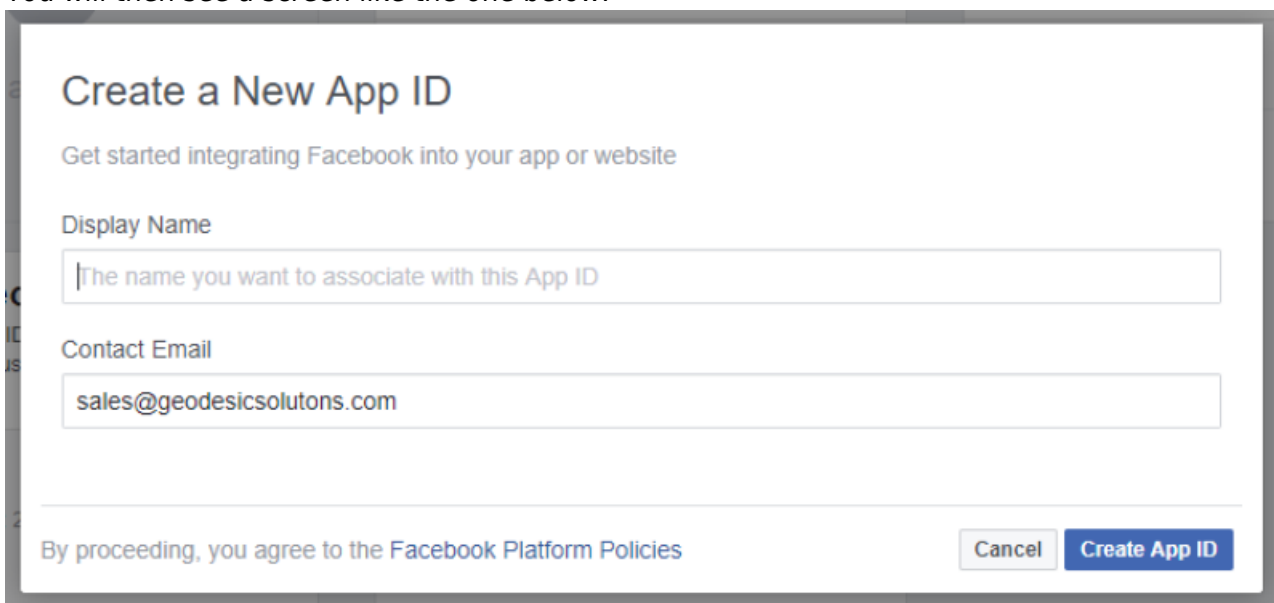 Create a New App ID
Get started integrating Facebook into your app or website
Display Name
The name you want to associate with this App ID
Contact Email
sales@geodesicsolutons.com
By proceeding, you agree to the Facebook Platform Policies
Cancel
Create App ID